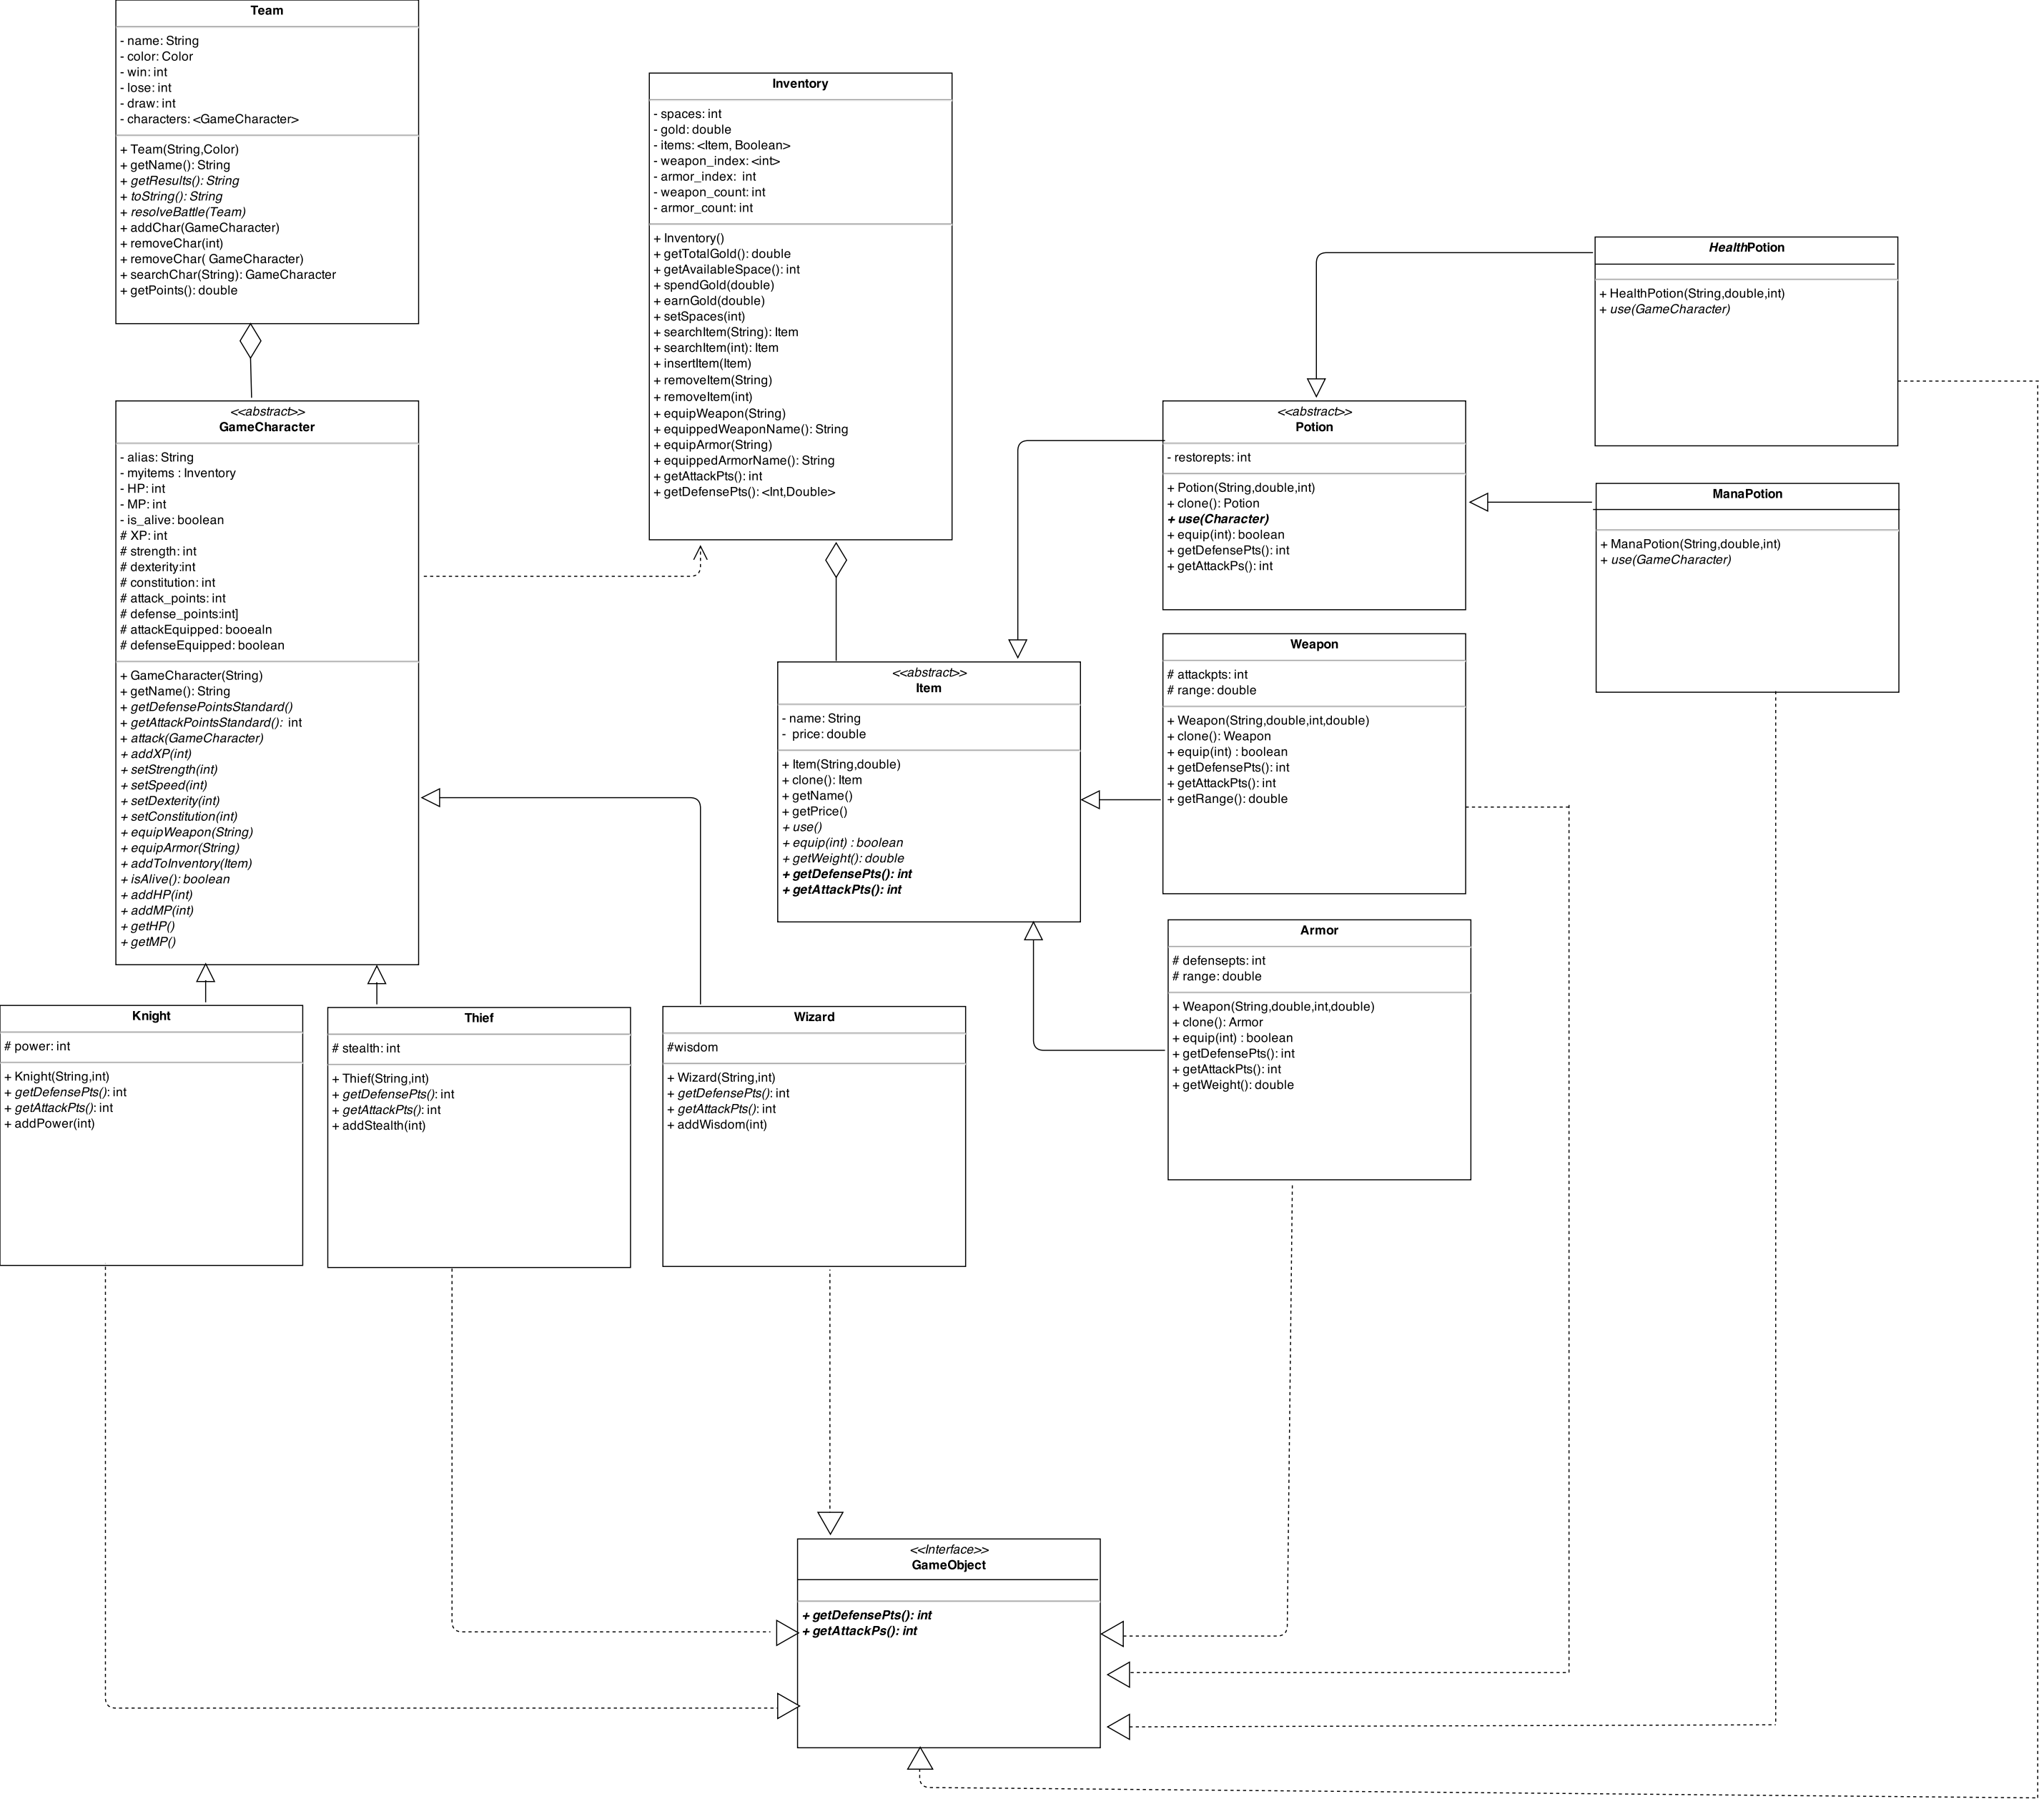 Team
- name: String
- color: Color
- win: int
- lose: int
- draw: int
- characters: <GameCharacter>
+ Team(String,Color)
+ getName(): String
+ getResults(): String
+ toString(): String
+ resolveBattle(Team)
+ addChar(GameCharacter)
+ removeChar(int)
+ removeChar( GameCharacter)
+ searchChar(String): GameCharacter
+ getPoints(): double
Inventory
- spaces: int
- gold: double
- items: <Item, Boolean>
- weapon_index: <int>
- armor_index:  int
- weapon_count: int
- armor_count: int
+ Inventory()
+ getTotalGold(): double
+ getAvailableSpace(): int
+ spendGold(double)
+ earnGold(double)
+ setSpaces(int)
+ searchItem(String): Item
+ searchItem(int): Item
+ insertItem(Item)
+ removeItem(String)
+ removeItem(int)
+ equipWeapon(String)
+ equippedWeaponName(): String
+ equipArmor(String)
+ equippedArmorName(): String
+ getAttackPts(): int
+ getDefensePts(): <Int,Double>
HealthPotion
+ HealthPotion(String,double,int)
+ use(GameCharacter)
<<abstract>>
GameCharacter
- alias: String
- myitems : Inventory
- HP: int
- MP: int
- is_alive: boolean
# XP: int
# strength: int
# dexterity:int
# constitution: int
# attack_points: int
# defense_points:int]
# attackEquipped: booealn
# defenseEquipped: boolean
+ GameCharacter(String)
+ getName(): String
+ getDefensePointsStandard()
+ getAttackPointsStandard():  int
+ attack(GameCharacter)
+ addXP(int)
+ setStrength(int)
+ setSpeed(int)
+ setDexterity(int)
+ setConstitution(int)
+ equipWeapon(String)
+ equipArmor(String)
+ addToInventory(Item)
+ isAlive(): boolean
+ addHP(int)
+ addMP(int)
+ getHP()
+ getMP()
<<abstract>>
Potion
- restorepts: int
+ Potion(String,double,int)
+ clone(): Potion
+ use(Character)
+ equip(int): boolean
+ getDefensePts(): int
+ getAttackPs(): int
ManaPotion
+ ManaPotion(String,double,int)
+ use(GameCharacter)
<<abstract>>
Item
- name: String
-  price: double
+ Item(String,double)
+ clone(): Item
+ getName()
+ getPrice()
+ use()
+ equip(int) : boolean
+ getWeight(): double
+ getDefensePts(): int
+ getAttackPts(): int
Weapon
# attackpts: int
# range: double
+ Weapon(String,double,int,double)
+ clone(): Weapon
+ equip(int) : boolean
+ getDefensePts(): int
+ getAttackPts(): int
+ getRange(): double
Armor
# defensepts: int
# range: double
+ Weapon(String,double,int,double)
+ clone(): Armor
+ equip(int) : boolean
+ getDefensePts(): int
+ getAttackPts(): int
+ getWeight(): double
Knight
# power: int
+ Knight(String,int)
+ getDefensePts(): int
+ getAttackPts(): int
+ addPower(int)
Thief
# stealth: int
+ Thief(String,int)
+ getDefensePts(): int
+ getAttackPts(): int
+ addStealth(int)
Wizard
#wisdom
+ Wizard(String,int)
+ getDefensePts(): int
+ getAttackPts(): int
+ addWisdom(int)
<<Interface>>
GameObject
+ getDefensePts(): int
+ getAttackPs(): int